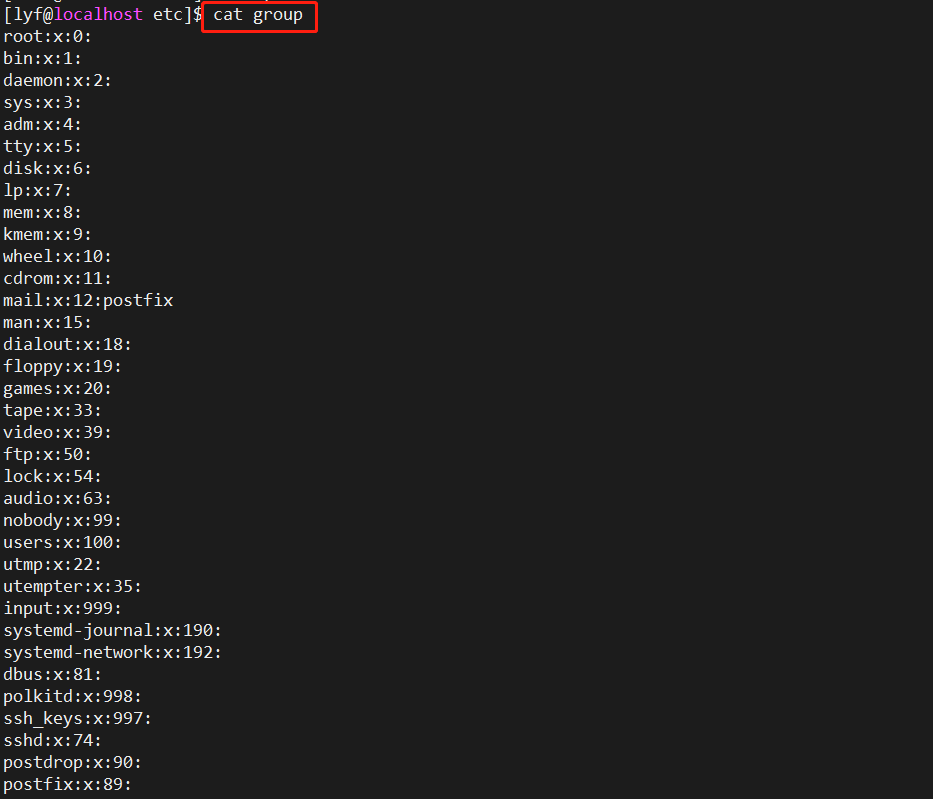 [lyf@localhost etc]$ cat group
root:x:0:
bin:x:1:
daemon:x:2:
sys:x:3:
adm:x:4:
tty:x:5:
disk:x:6:
lp:x:7:
mem:x:8:
kmem:x:9:
wheel:x:10:
cdrom:x:11:
mail:x:12:postfix
man:x:15:
dialout:x:18:
floppy:x:19:
games:x:20:
tape:x:33:
video:x:39:
ftp:x:50:
lock:x:54:
audio:x:63:
nobody:x:99:
users:x:100:
utmp:x:22:
utempter:x:35:
input:x:999:
systemd-journal:x:190:
systemd-network:x:192:
dbus:x:81:
polkitd:x:998:
ssh_keys:x:997:
sshd:x:74:
postdrop:x:90:
postfix:x:89: